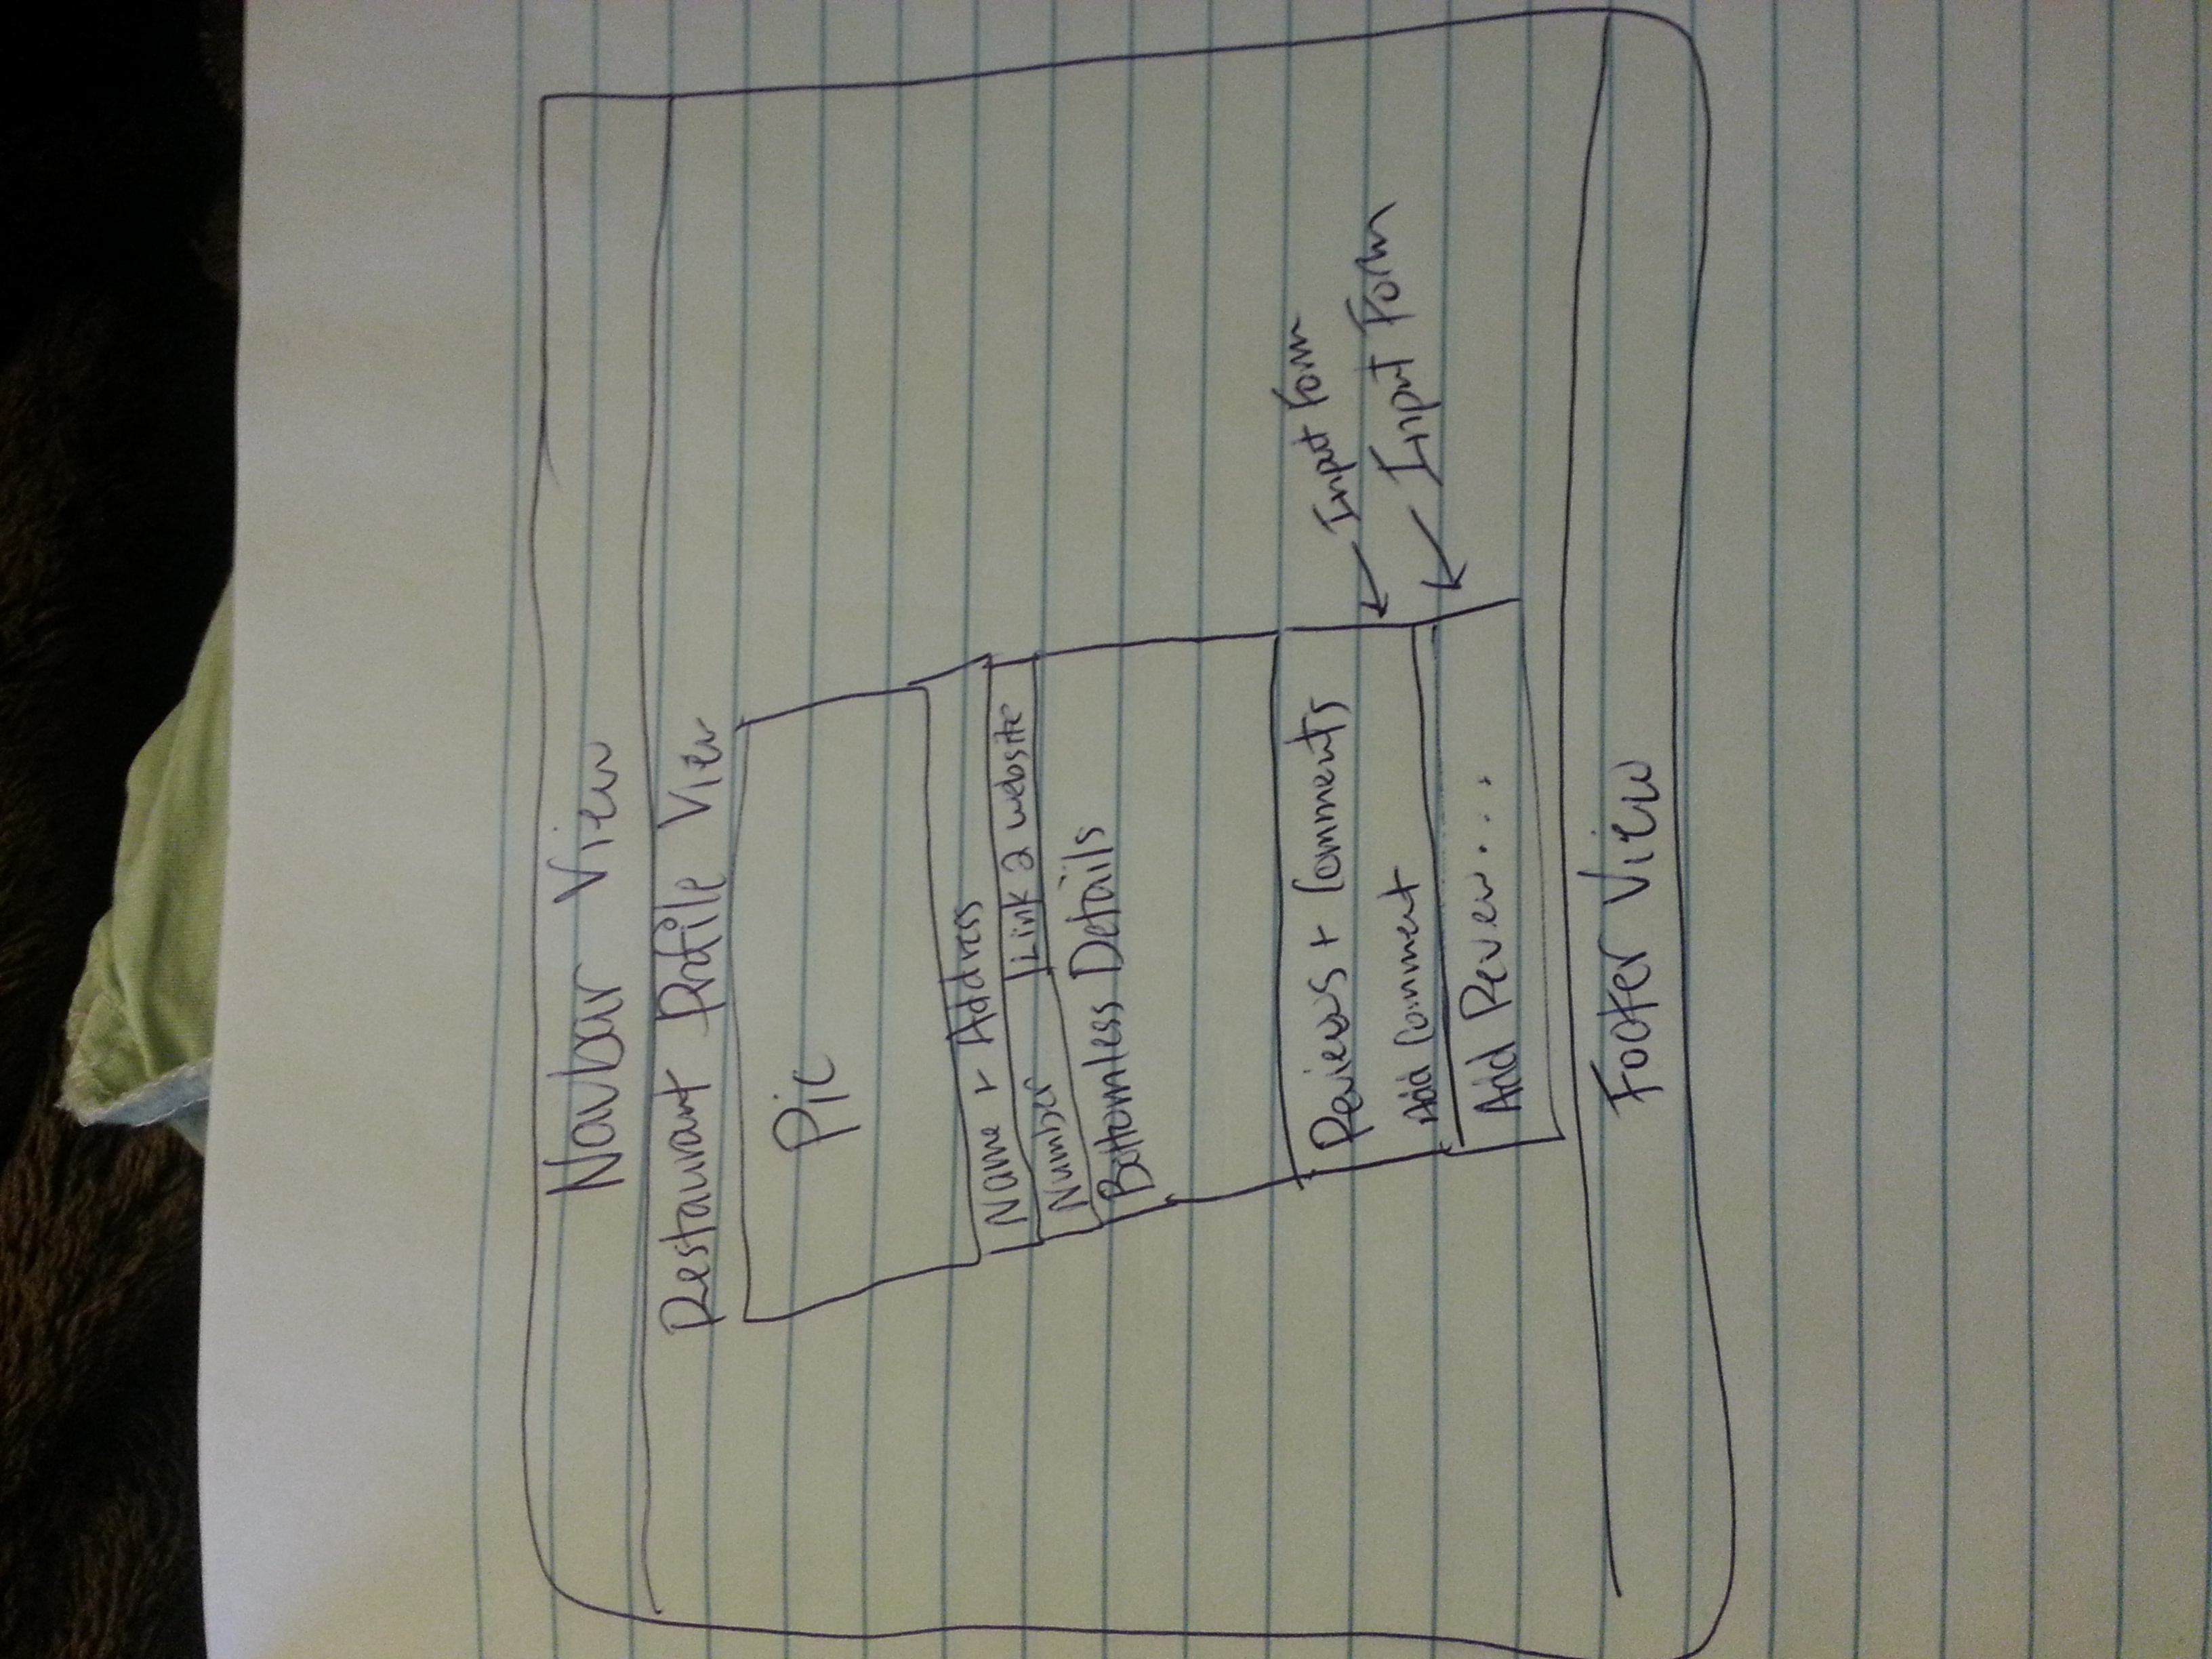 Navbar View
Restaurant Profile View
Pic
Name + Address
Number
Link 2 website
Bottomless Details
Reviews + Comments
Input Form
Add Comment
Input Form
Add Review...
Footer View